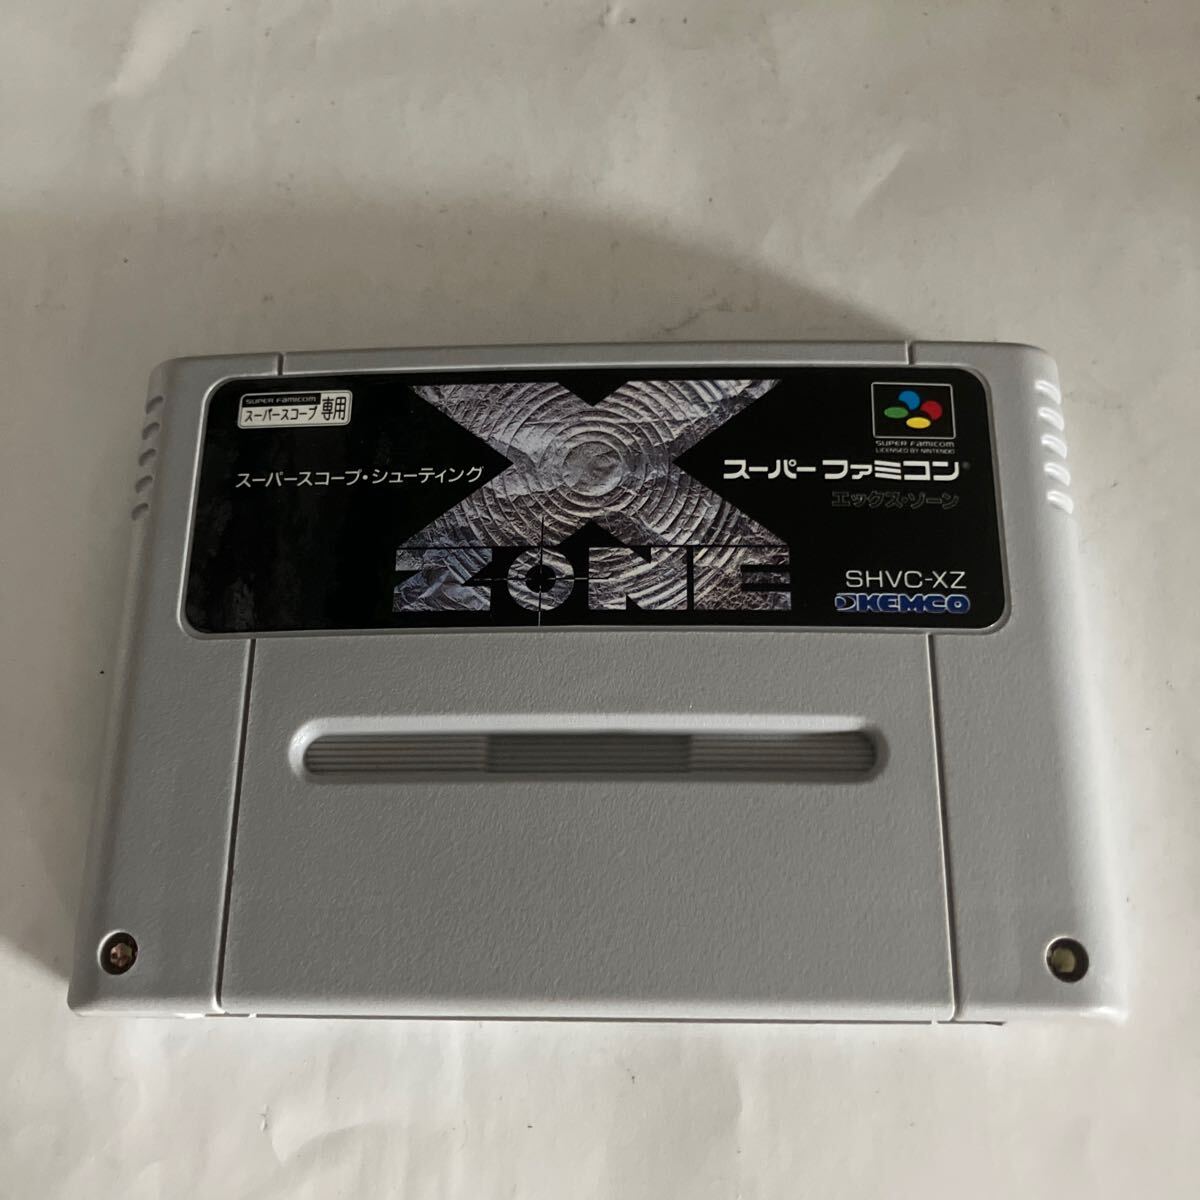 SUPER FAMICOM
スーパースコープ 専用
スーパースコープ・シューティング
X
ZONE
SUPER FAMICOM
LICENSED BY NINTENDO
スーパーファミコン®
エックス・ゾーン
SHVC-XZ
KEMCO